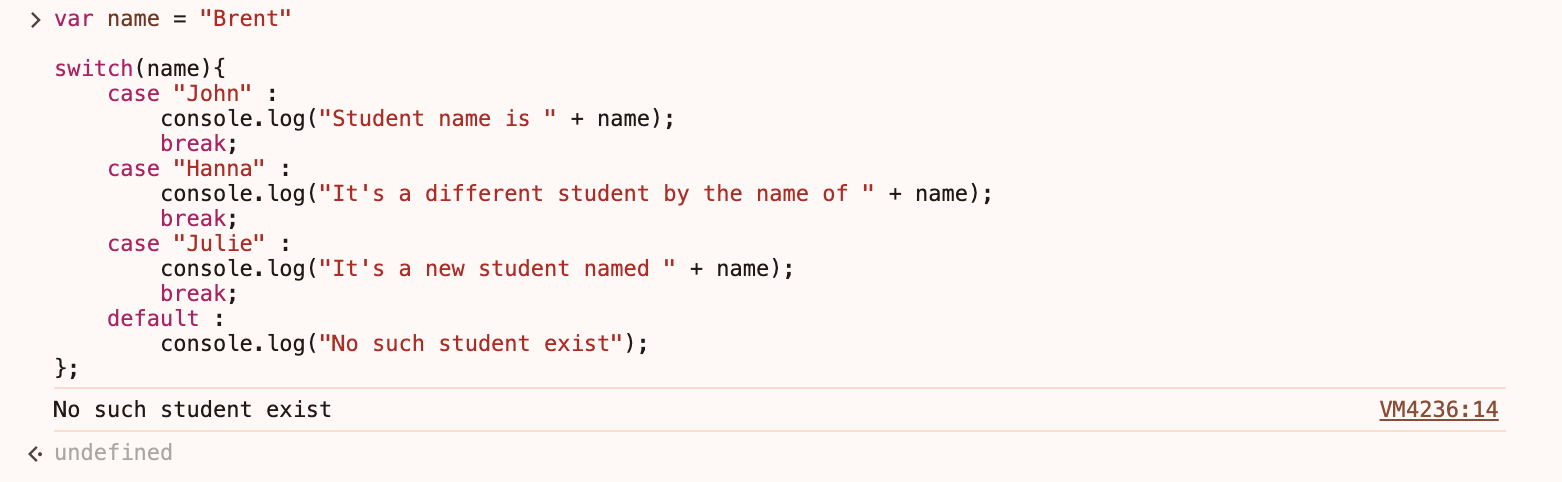 > var name = "Brent"

switch(name){
    case "John" :
        console.log("Student name is " + name);
        break;
    case "Hanna" :
        console.log("It's a different student by the name of " + name);
        break;
    case "Julie" :
        console.log("It's a new student named " + name);
        break;
    default :
        console.log("No such student exist");
};
No such student exist VM4236:14
undefined